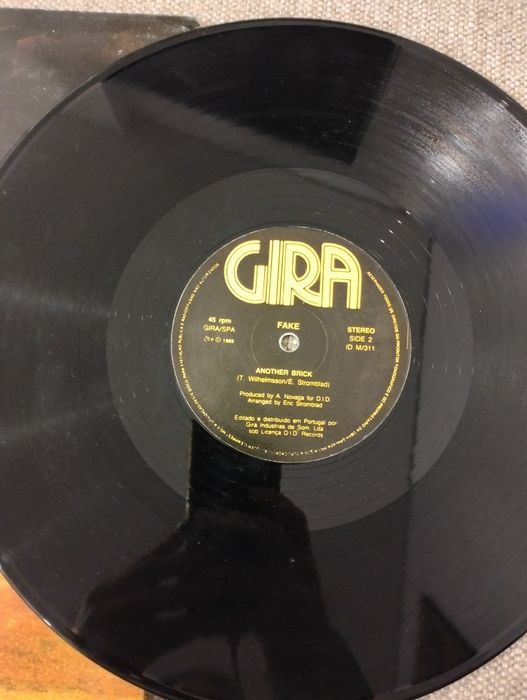 GIRA
45 rpm
GIRA/SPA
℗ + © 1985
FAKE
STEREO
SIDE 2
ID M/311
ANOTHER BRICK
(T. Wilhelmsson/E. Stromblad)
Produced by A. Novaga for D.I.D.
Arranged by Eric Stromblad
Editado e distribuido em Portugal por
Gira Industrias de Som, Lda
sob Licença D.I.D. Records